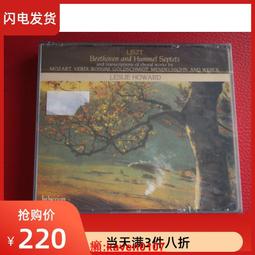 闪电发货
LISZT
Beethoven and Hummel Septets
and transcriptions of choral works by
MOZART, VERDI, ROSSINI, GOLDSCHMIDT, MENDELSSOHN AND WEBER
LESLIE HOWARD
hyperion
抢购价>
¥220
当天满3件八折